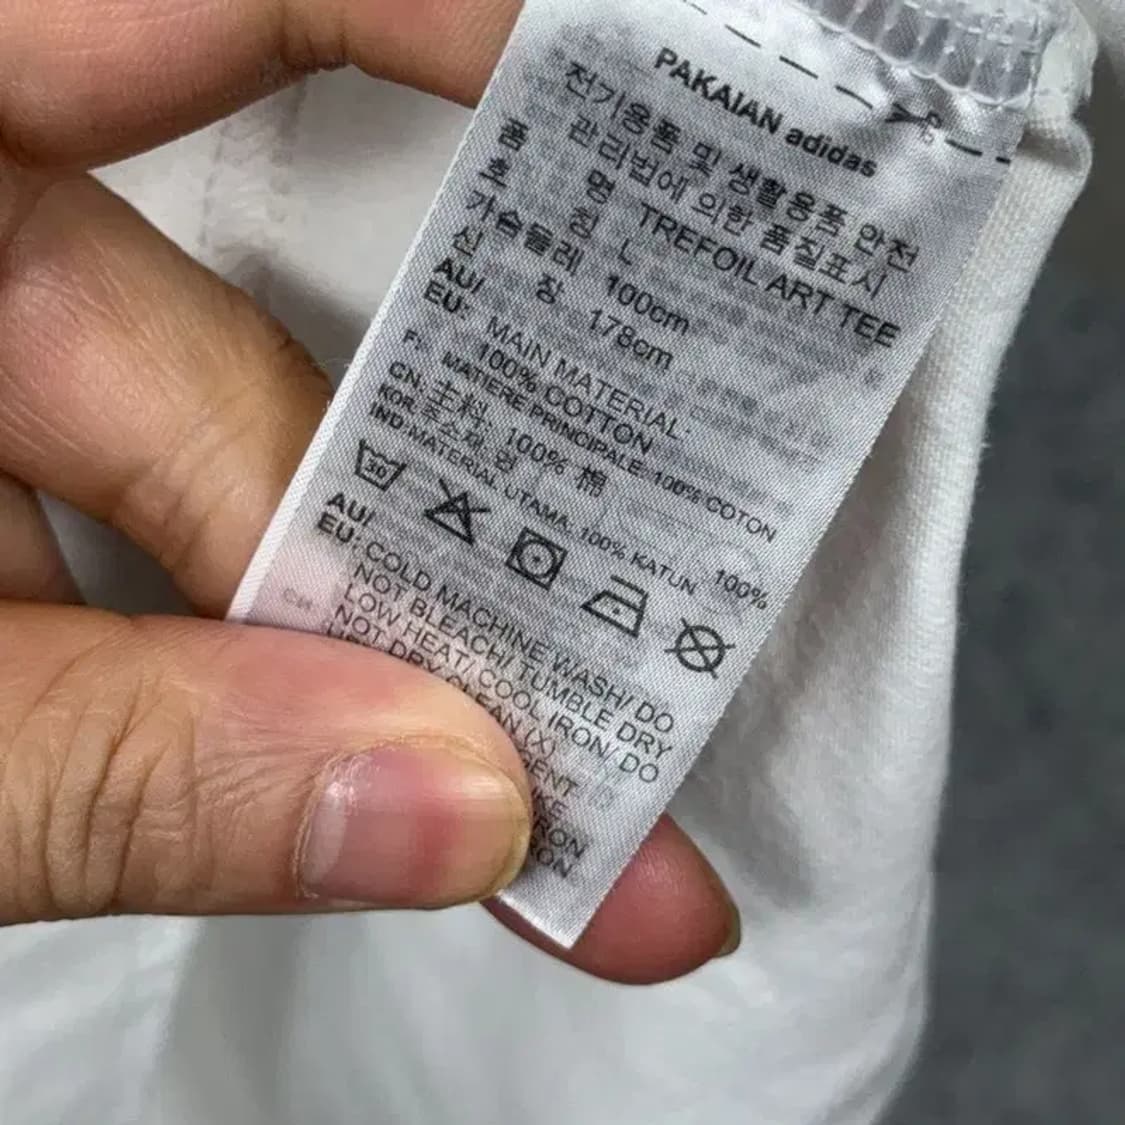 PAKAIAN adidas
전기용품 및 생활용품 안전
관리법에 의한 품질표시
품 명 TREFOIL ART TEE
호 칭 L
가슴둘레 100cm
신 장 178cm
AU/
EU: MAIN MATERIAL:
100% COTTON
F: MATIERE PRINCIPALE: 100% COTON
CN: 主料: 100% 棉
KOR: 주소재: 면 100%
IND:MATERIAL UTAMA: 100% KATUN
30
AU/
EU: COLD MACHINE WASH/ DO
NOT BLEACH/ TUMBLE DRY
LOW HEAT/ COOL IRON/ DO
NOT DRY CLEAN (X)
IRON